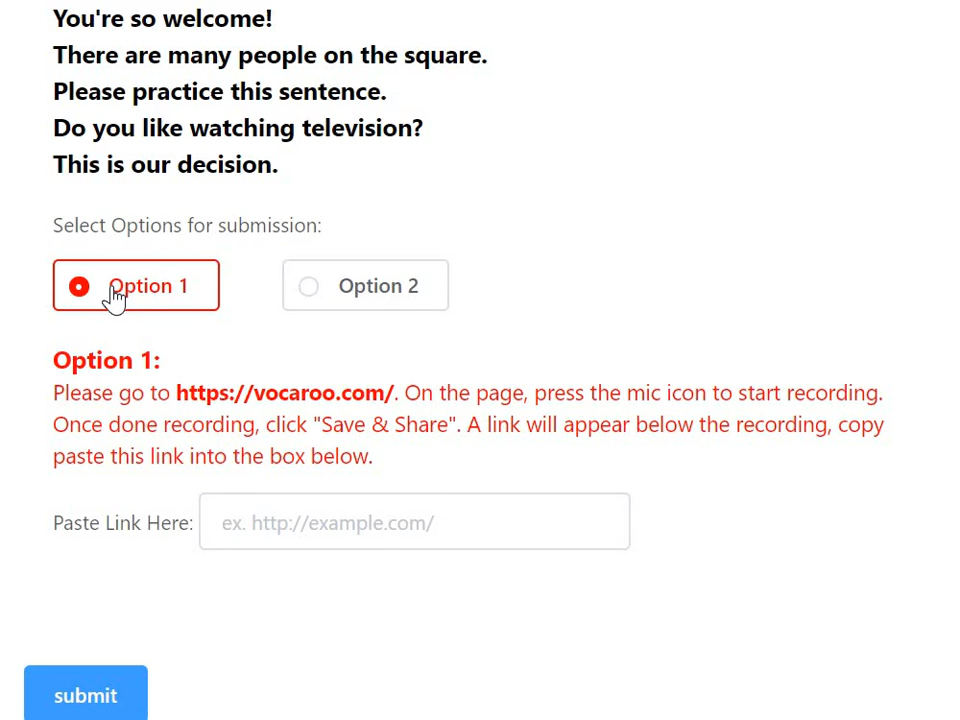 You're so welcome!
There are many people on the square.
Please practice this sentence.
Do you like watching television?
This is our decision.
Select Options for submission:
Option 1
Option 2
Option 1:
Please go to https://vocaroo.com/. On the page, press the mic icon to start recording.
Once done recording, click "Save & Share". A link will appear below the recording, copy
paste this link into the box below.
Paste Link Here: ex. http://example.com/
submit